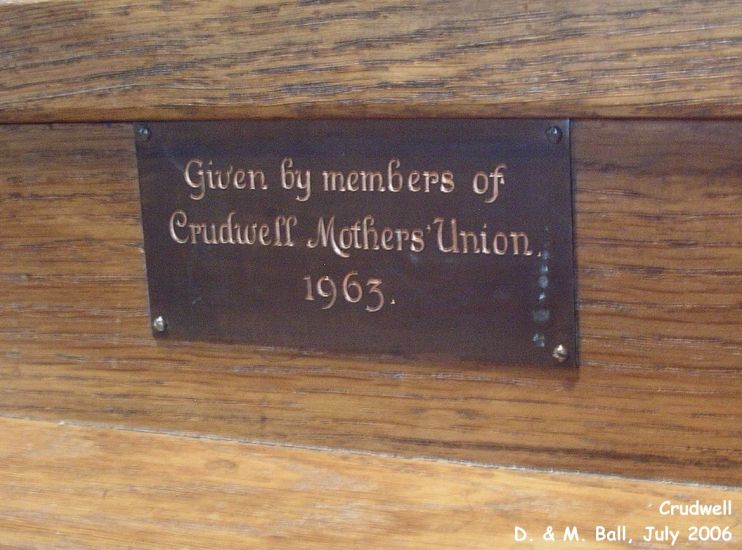 Given by members of
Crudwell Mothers' Union.
1963.
Crudwell
D. & M. Ball, July 2006